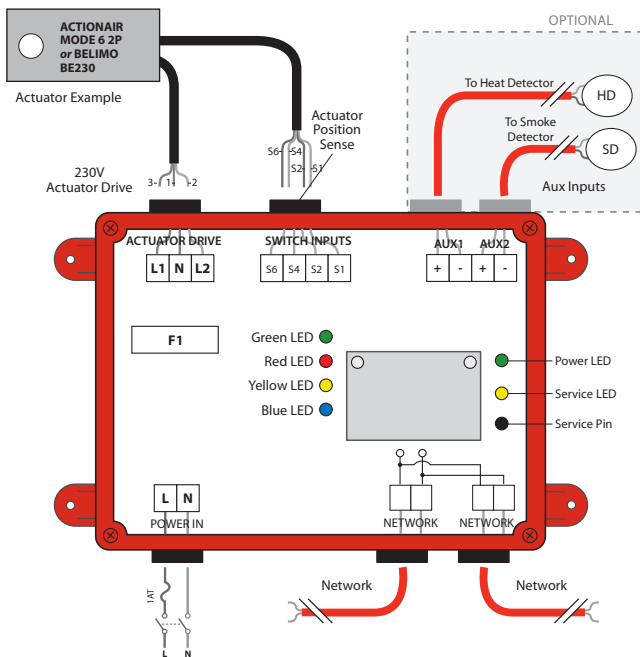 ACTIONAIR
MODE 6 2P
or BELIMO
BE230
Actuator Example
OPTIONAL
To Heat Detector
HD
To Smoke
Detector
SD
Aux Inputs
Actuator
Position
Sense
S6 S4
S2 S1
230V
Actuator Drive
3 1 2
ACTUATOR DRIVE
L1 N L2
SWITCH INPUTS
S6 S4 S2 S1
AUX1 AUX2
+ - + -
F1
Green LED
Red LED
Yellow LED
Blue LED
Power LED
Service LED
Service Pin
L N
POWER IN
NETWORK NETWORK
1AT
L N
Network Network